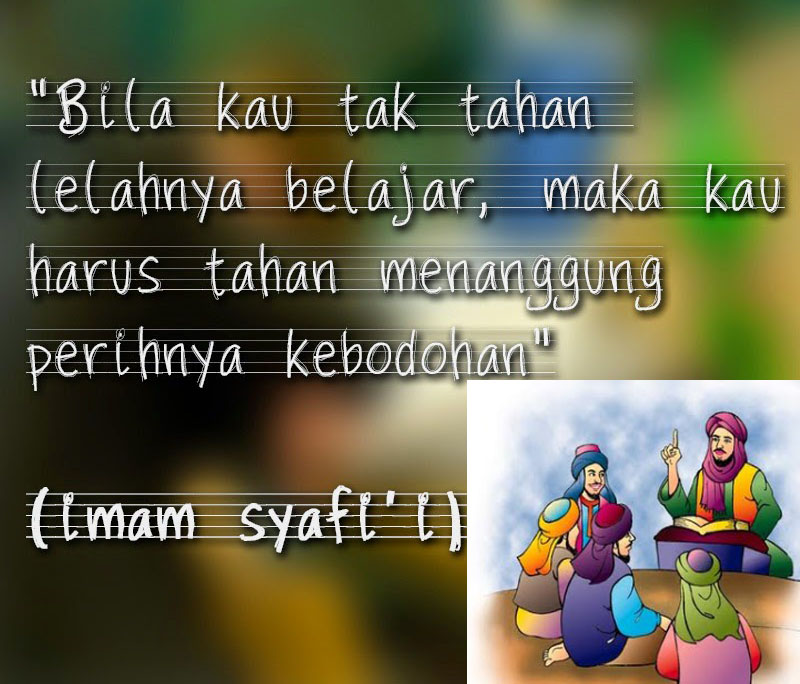 "Bila kau tak tahan
lelahnya belajar, maka kau
harus tahan menanggung
perihnya kebodohan"
(imam syafi'i)